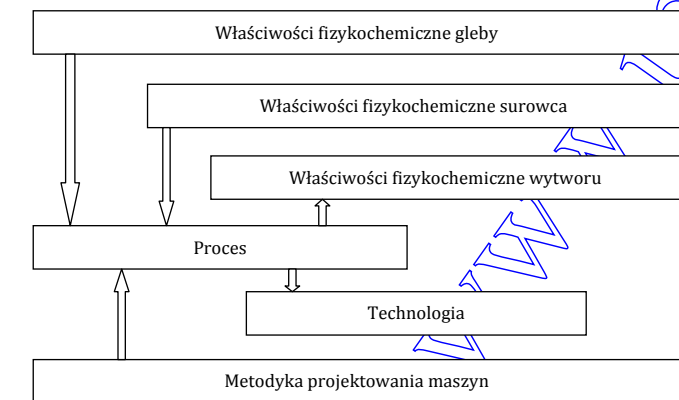 Właściwości fizykochemiczne gleby
Właściwości fizykochemiczne surowca
Właściwości fizykochemiczne wytworu
Proces
Technologia
Metodyka projektowania maszyn